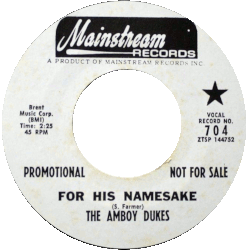 Mainstream
RECORDS
A PRODUCT OF MAINSTREAM RECORDS INC.
Brent
Music Corp.
(BMI)
Time: 2:25
45 RPM
VOCAL
RECORD NO.
704
ZTSP 144752
PROMOTIONAL
NOT FOR SALE
FOR HIS NAMESAKE
(S. Farmer)
THE AMBOY DUKES